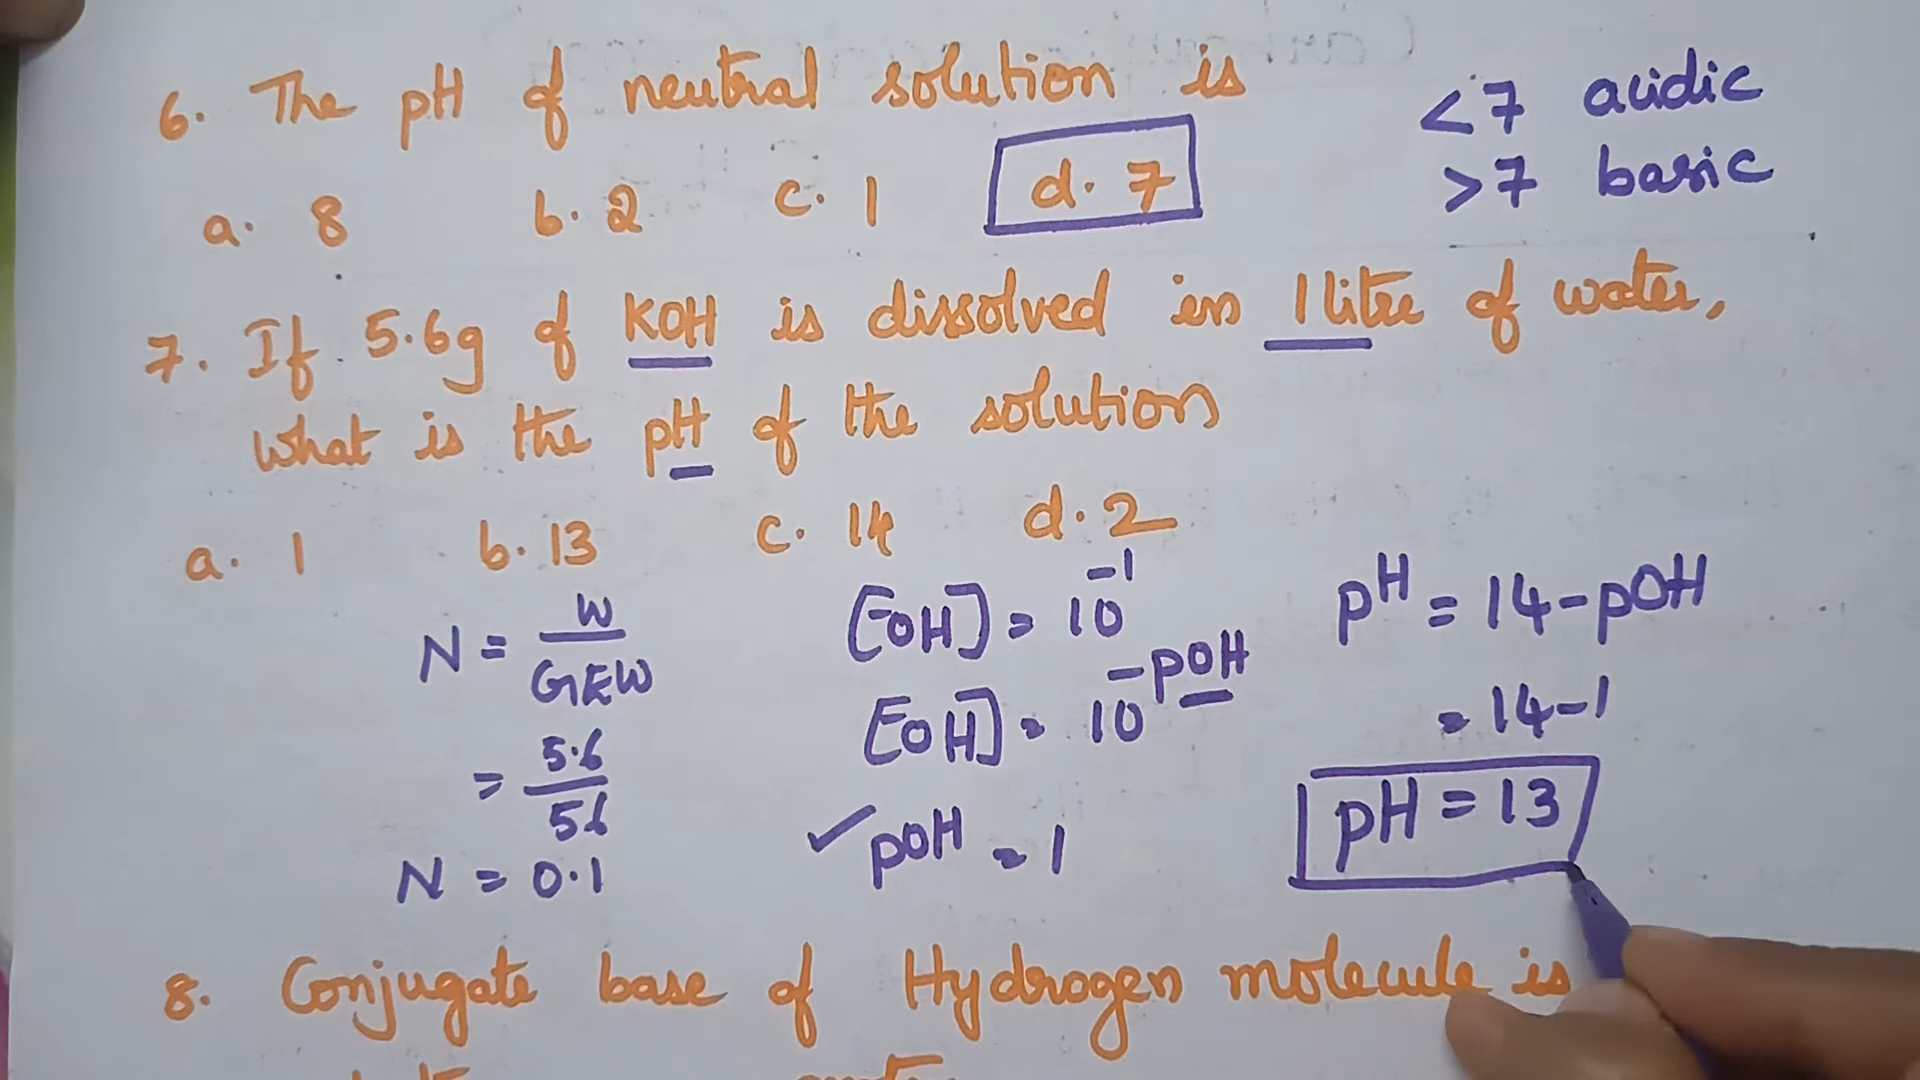 6. The pH of neutral solution is
a. 8 b. 2 c. 1 d. 7
<7 acidic
>7 basic
7. If 5.6g of KOH is dissolved in 1 litre of water,
what is the pH of the solution
a. 1 b. 13 c. 14 d. 2
N = W/GEW
= 5.6/56
N = 0.1
[OH⁻] = 10⁻¹
[OH⁻] = 10^-pOH
✓ pOH = 1
pH = 14 - pOH
= 14 - 1
pH = 13
8. Conjugate base of Hydrogen molecule is